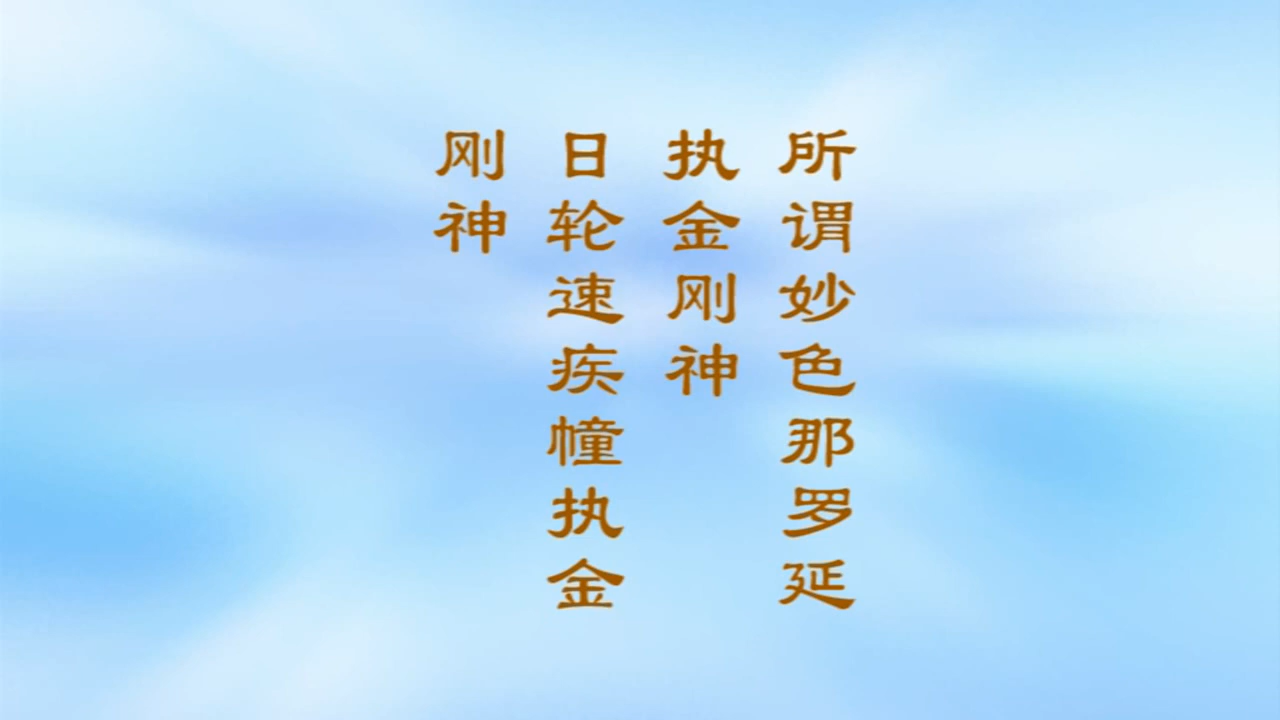 所谓妙色那罗延
执金刚神
日轮速疾幢执金
刚神